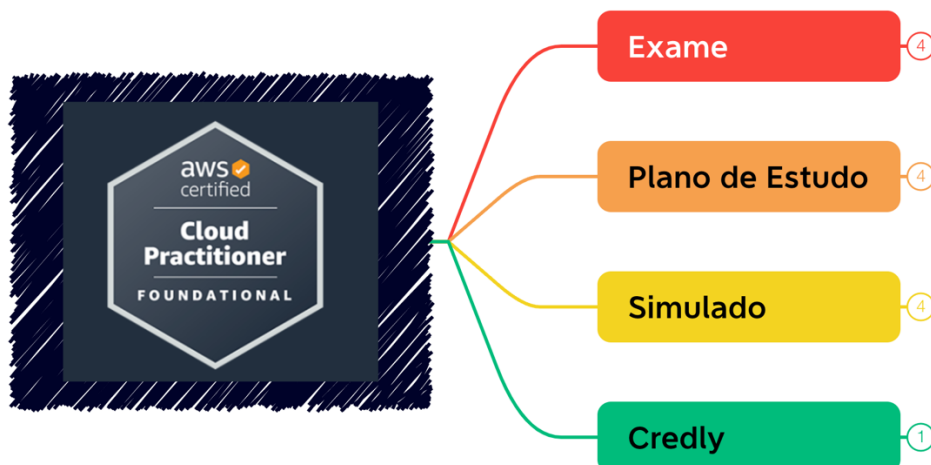 aws
certified
Cloud
Practitioner
FOUNDATIONAL
Exame
4
Plano de Estudo
4
Simulado
4
Credly
1